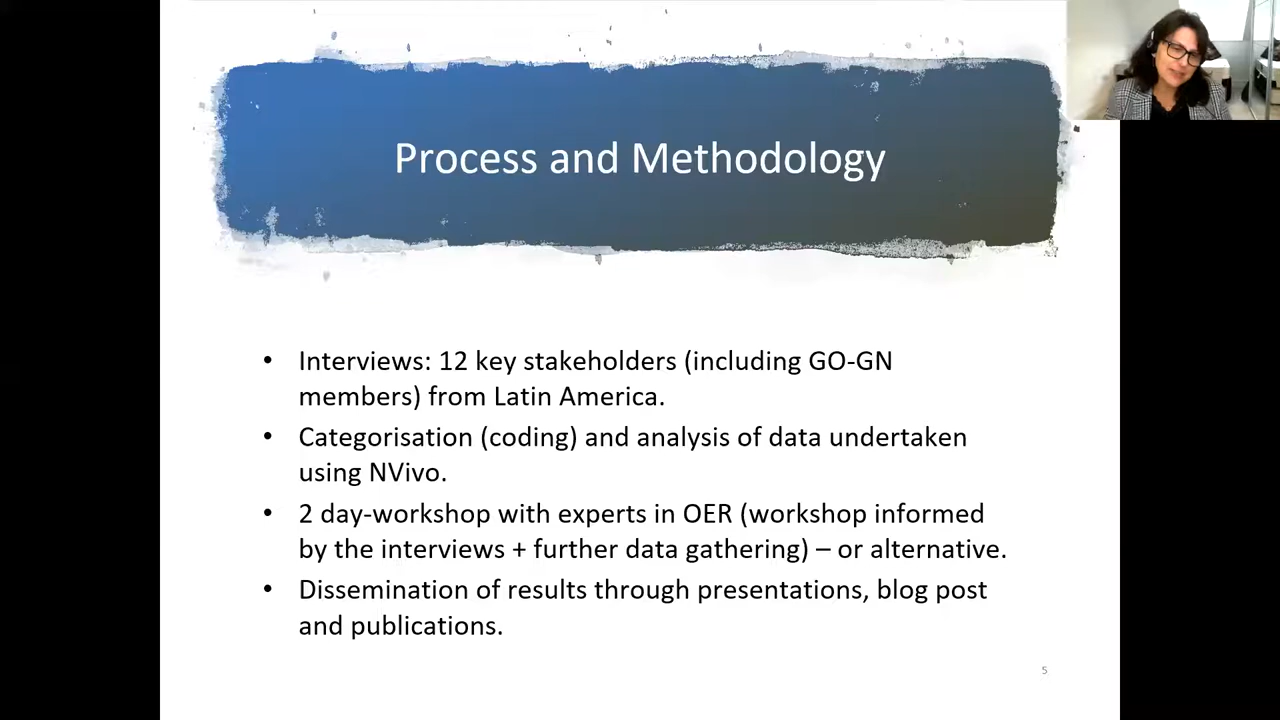 Process and Methodology
• Interviews: 12 key stakeholders (including GO-GN
members) from Latin America.
• Categorisation (coding) and analysis of data undertaken
using NVivo.
• 2 day-workshop with experts in OER (workshop informed
by the interviews + further data gathering) – or alternative.
• Dissemination of results through presentations, blog post
and publications.
5